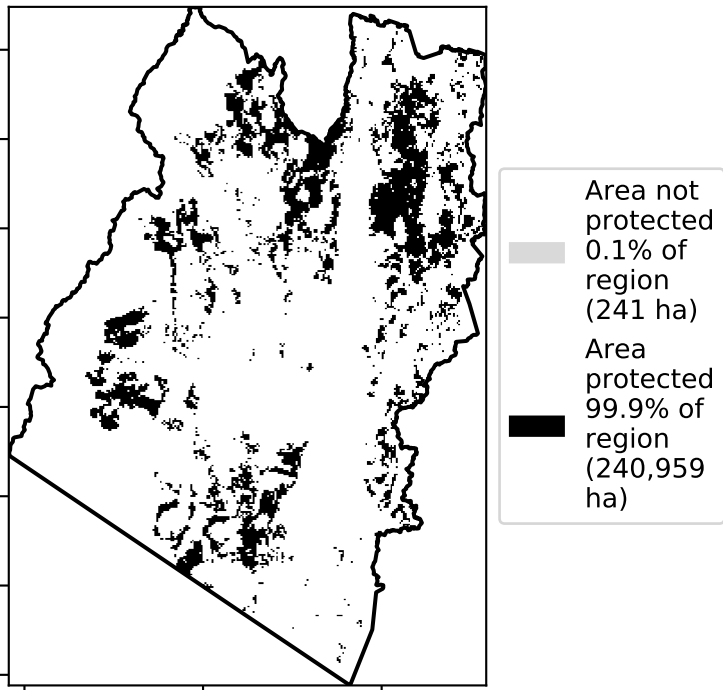 Area not
protected
0.1% of
region
(241 ha)
Area
protected
99.9% of
region
(240,959
ha)